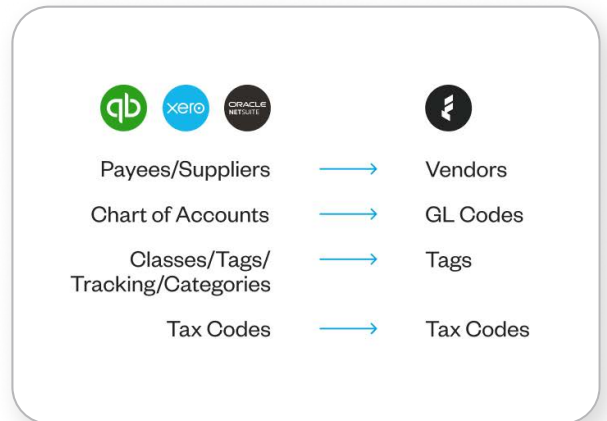 qb
xero
ORACLE
NETSUITE
Payees/Suppliers
Vendors
Chart of Accounts
GL Codes
Classes/Tags/
Tracking/Categories
Tags
Tax Codes
Tax Codes